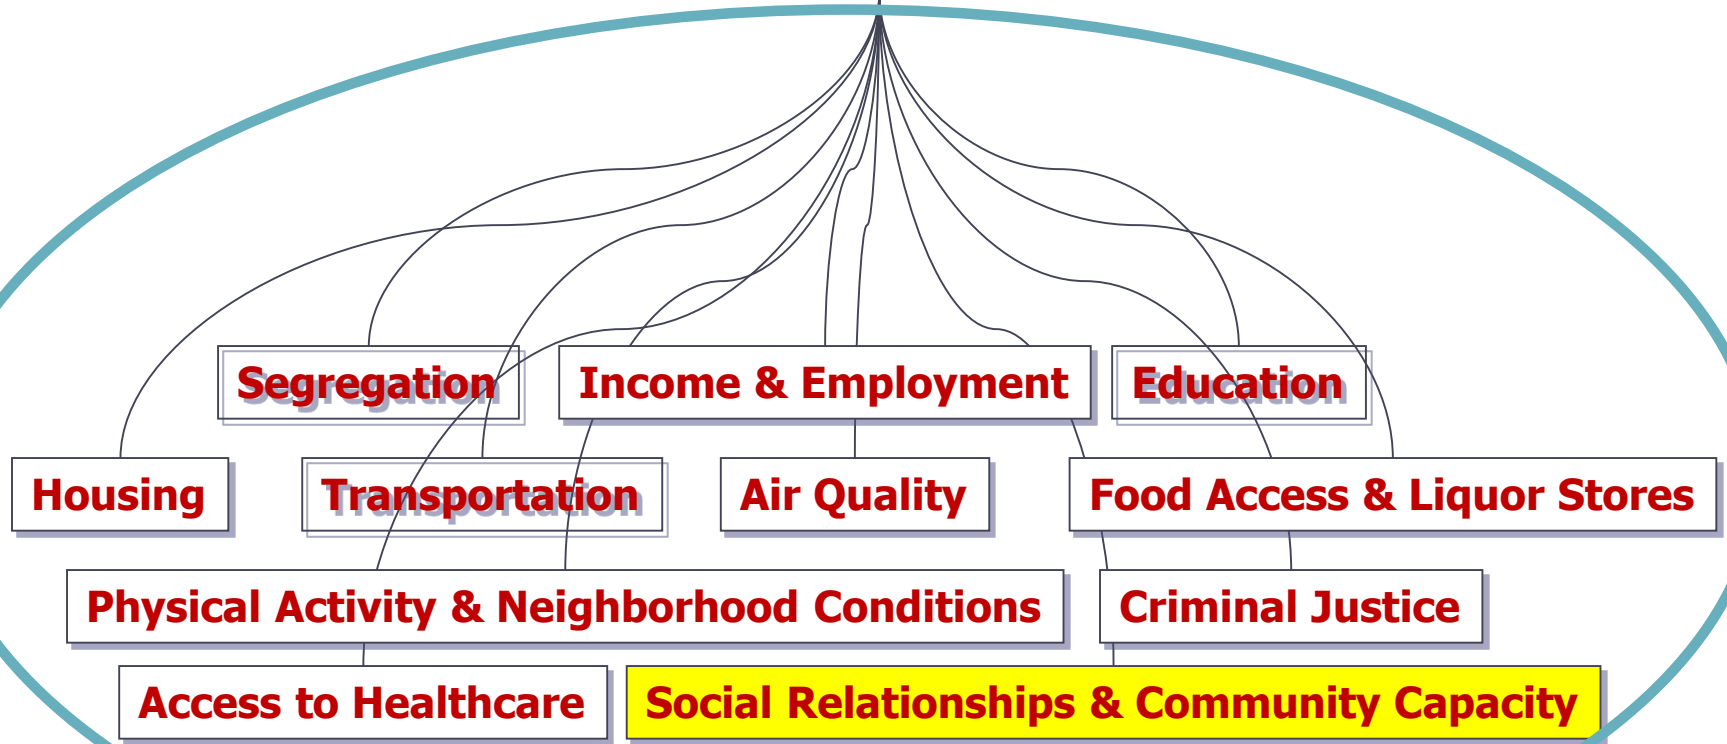 Segregation
Income & Employment
Education
Housing
Transportation
Air Quality
Food Access & Liquor Stores
Physical Activity & Neighborhood Conditions
Criminal Justice
Access to Healthcare
Social Relationships & Community Capacity